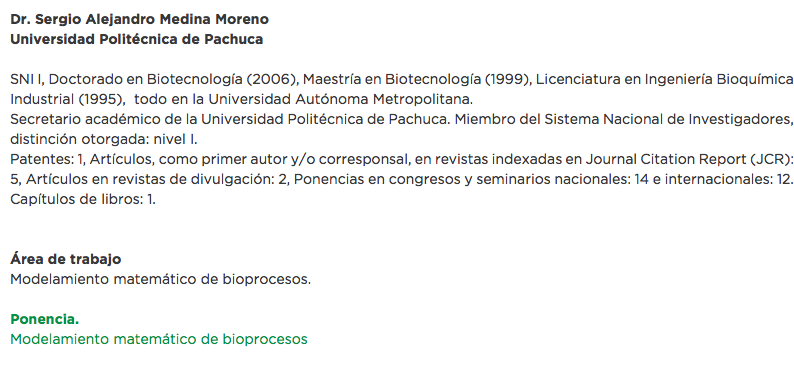 Dr. Sergio Alejandro Medina Moreno
Universidad Politécnica de Pachuca
SNI I, Doctorado en Biotecnología (2006), Maestría en Biotecnología (1999), Licenciatura en Ingeniería Bioquímica
Industrial (1995), todo en la Universidad Autónoma Metropolitana.
Secretario académico de la Universidad Politécnica de Pachuca. Miembro del Sistema Nacional de Investigadores,
distinción otorgada: nivel I.
Patentes: 1, Artículos, como primer autor y/o corresponsal, en revistas indexadas en Journal Citation Report (JCR):
5, Artículos en revistas de divulgación: 2, Ponencias en congresos y seminarios nacionales: 14 e internacionales: 12.
Capítulos de libros: 1.
Área de trabajo
Modelamiento matemático de bioprocesos.
Ponencia.
Modelamiento matemático de bioprocesos